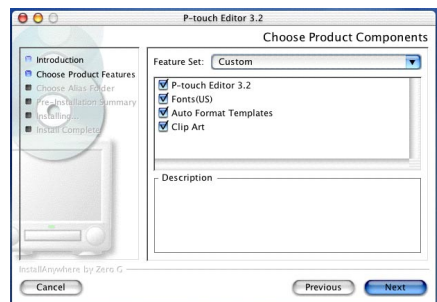 P-touch Editor 3.2
Choose Product Components
Introduction
Choose Product Features
Choose Alias Folder
Pre-Installation Summary
Installing...
Install Complete
Feature Set: Custom
P-touch Editor 3.2
Fonts(US)
Auto Format Templates
Clip Art
Description
InstallAnywhere by Zero G
Cancel
Previous
Next